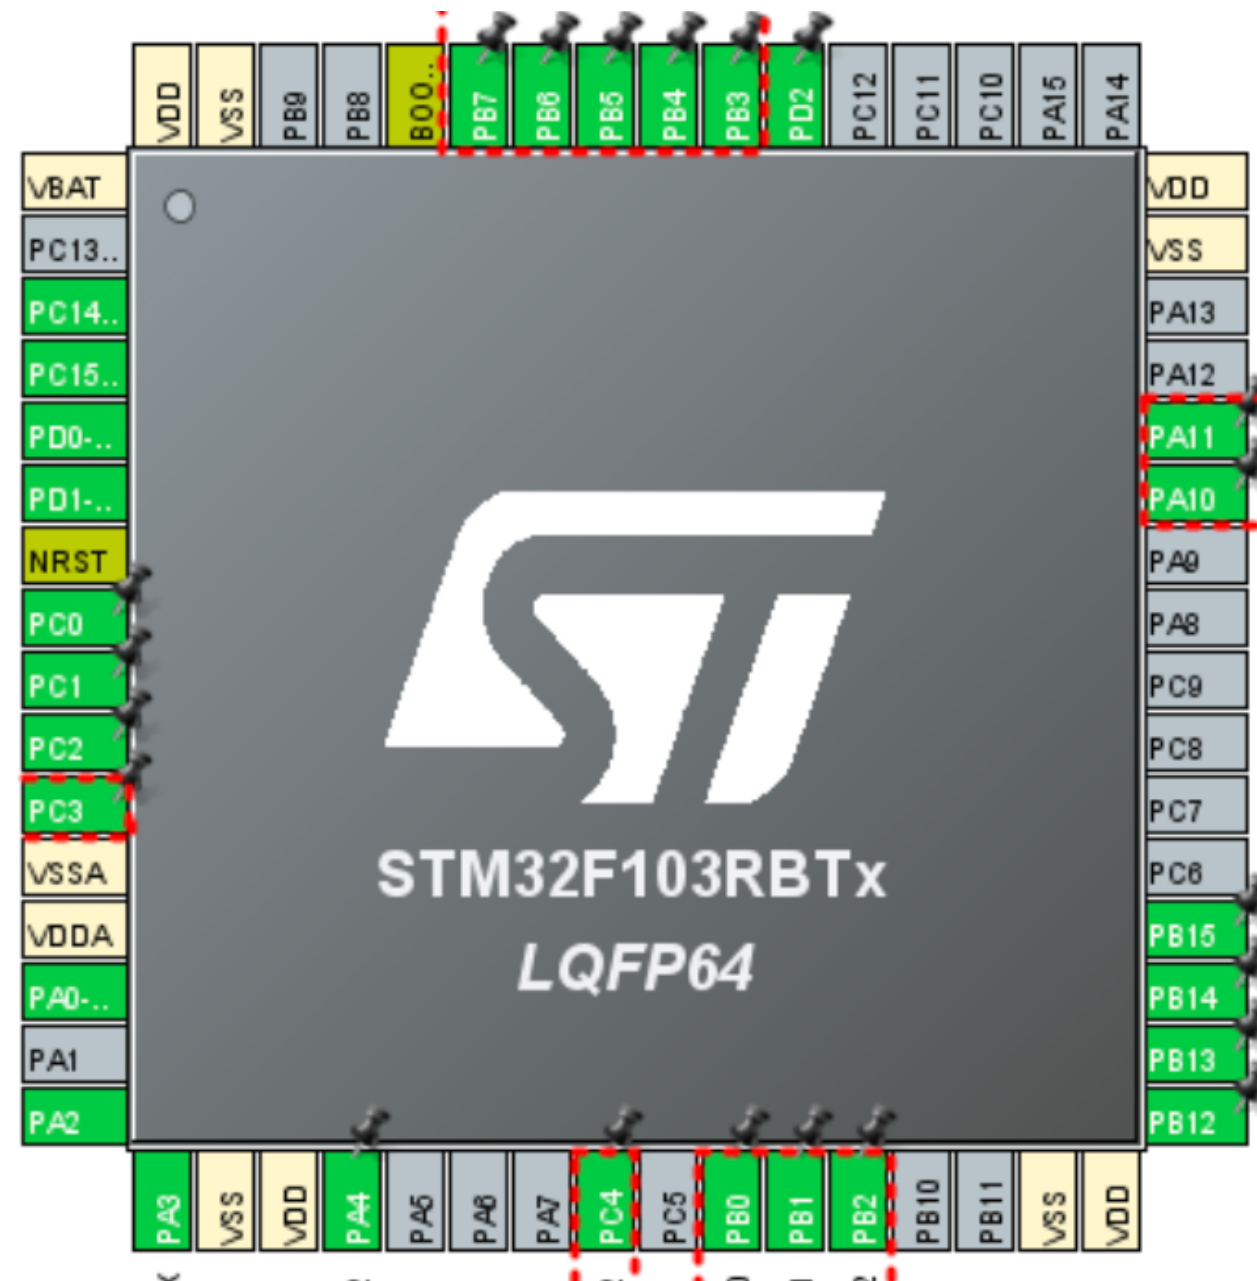 VDD
VSS
PB9
PB8
BOO..
PB7
PB6
PB5
PB4
PB3
PD2
PC12
PC11
PC10
PA15
PA14
VBAT
PC13..
PC14..
PC15..
PD0-..
PD1-..
NRST
PC0
PC1
PC2
PC3
VSSA
VDDA
PA0-..
PA1
PA2
VDD
VSS
PA13
PA12
PA11
PA10
PA9
PA8
PC9
PC8
PC7
PC6
PB15
PB14
PB13
PB12
ST
STM32F103RBTx
LQFP64
PA3
VSS
VDD
PA4
PA5
PA6
PA7
PC4
PC5
PB0
PB1
PB2
PB10
PB11
VSS
VDD